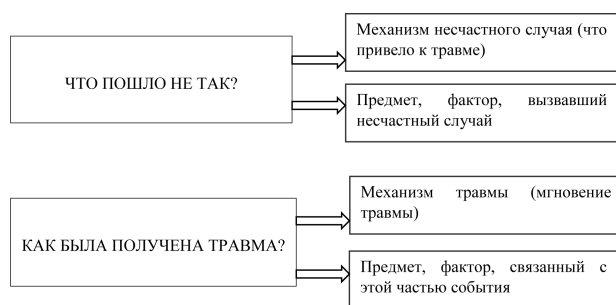 ЧТО ПОШЛО НЕ ТАК?
Механизм несчастного случая (что
привело к травме)
Предмет, фактор, вызвавший
несчастный случай
КАК БЫЛА ПОЛУЧЕНА ТРАВМА?
Механизм травмы (мгновение
травмы)
Предмет, фактор, связанный с
этой частью события